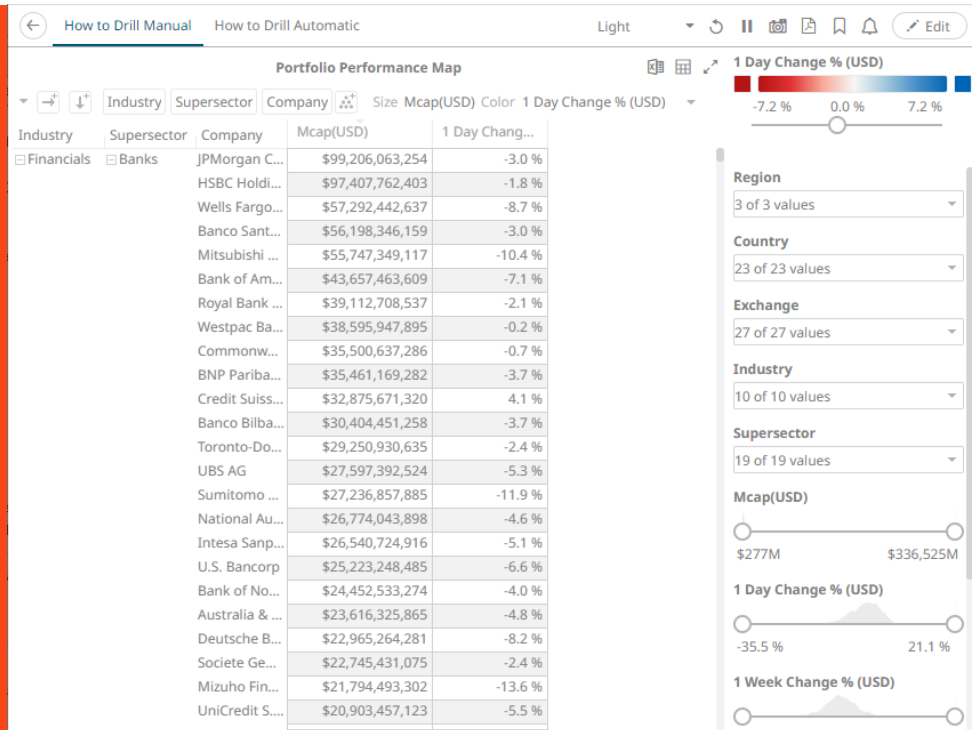 How to Drill Manual How to Drill Automatic Light Edit
Portfolio Performance Map
Industry Supersector Company Size Mcap(USD) Color 1 Day Change % (USD)
Industry Supersector Company Mcap(USD) 1 Day Chang...
Financials Banks JPMorgan C... $99,206,063,254 -3.0 %
HSBC Holdi... $97,407,762,403 -1.8 %
Wells Fargo... $57,292,442,637 -8.7 %
Banco Sant... $56,198,346,159 -3.0 %
Mitsubishi ... $55,747,349,117 -10.4 %
Bank of Am... $43,657,463,609 -7.1 %
Royal Bank ... $39,112,708,537 -2.1 %
Westpac Ba... $38,595,947,895 -0.2 %
Commonw... $35,500,637,286 -0.7 %
BNP Pariba... $35,461,169,282 -3.7 %
Credit Suiss... $32,875,671,320 4.1 %
Banco Bilba... $30,404,451,258 -3.7 %
Toronto-Do... $29,250,930,635 -2.4 %
UBS AG $27,597,392,524 -5.3 %
Sumitomo ... $27,236,857,885 -11.9 %
National Au... $26,774,043,898 -4.6 %
Intesa Sanp... $26,540,724,916 -5.1 %
U.S. Bancorp $25,223,248,485 -6.6 %
Bank of No... $24,452,533,274 -4.0 %
Australia & ... $23,616,325,865 -4.8 %
Deutsche B... $22,965,264,281 -8.2 %
Societe Ge... $22,745,431,075 -2.4 %
Mizuho Fin... $21,794,493,302 -13.6 %
UniCredit S.... $20,903,457,123 -5.5 %
1 Day Change % (USD)
-7.2 % 0.0 % 7.2 %
Region
3 of 3 values
Country
23 of 23 values
Exchange
27 of 27 values
Industry
10 of 10 values
Supersector
19 of 19 values
Mcap(USD)
$277M $336,525M
1 Day Change % (USD)
-35.5 % 21.1 %
1 Week Change % (USD)